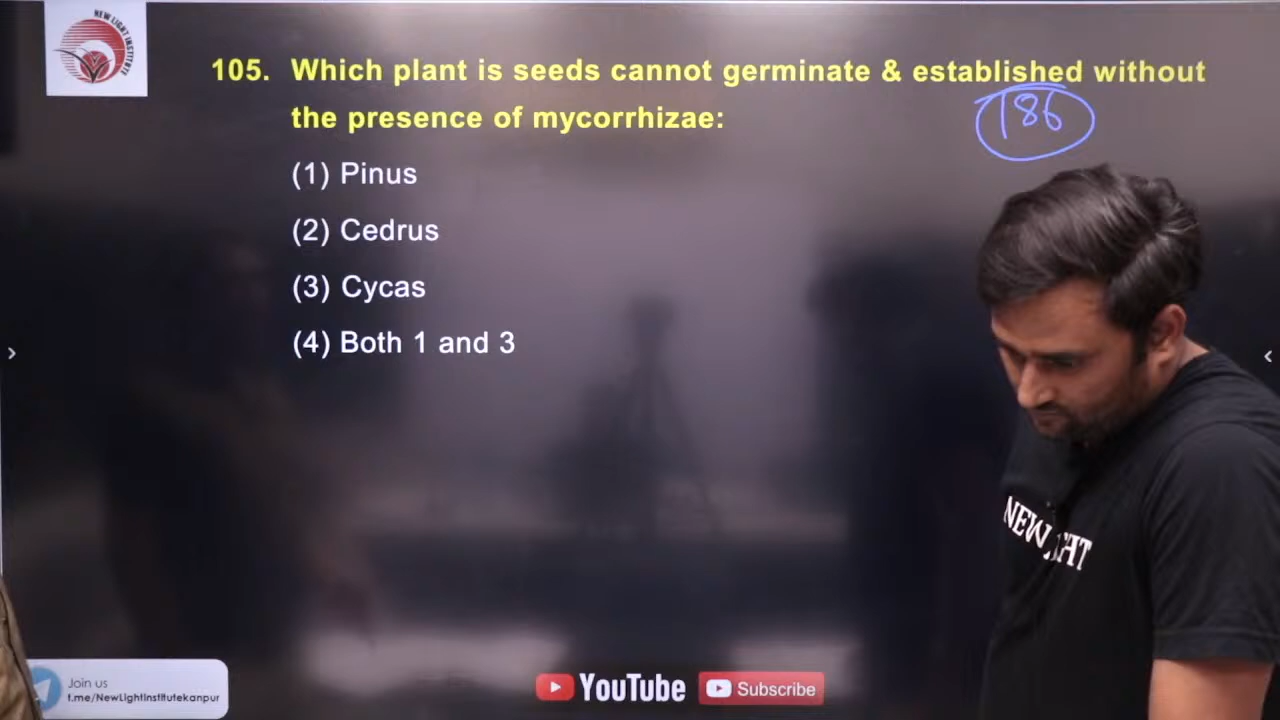 NEW LIGHT INSTITUTE
105. Which plant is seeds cannot germinate & established without
the presence of mycorrhizae:
186
(1) Pinus
(2) Cedrus
(3) Cycas
(4) Both 1 and 3
NEW LIGHT
Join us
t.me/NewLightInstitutekanpur
YouTube
Subscribe